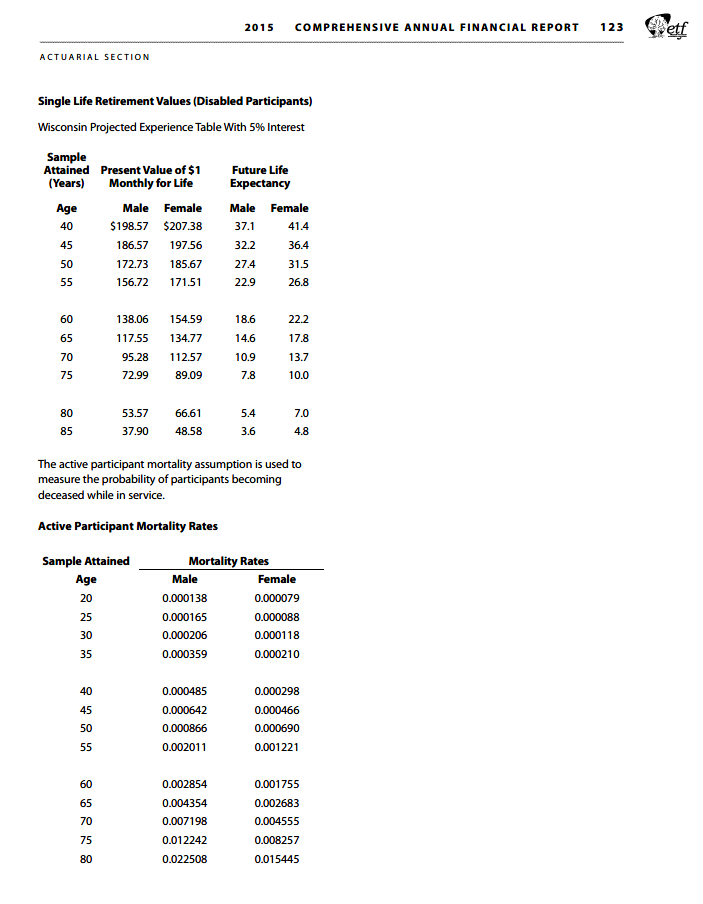 2015 COMPREHENSIVE ANNUAL FINANCIAL REPORT 123
etf
ACTUARIAL SECTION
Single Life Retirement Values (Disabled Participants)
Wisconsin Projected Experience Table With 5% Interest
Sample
Attained Present Value of $1 Future Life
(Years) Monthly for Life Expectancy
Age Male Female Male Female
40 $198.57 $207.38 37.1 41.4
45 186.57 197.56 32.2 36.4
50 172.73 185.67 27.4 31.5
55 156.72 171.51 22.9 26.8
60 138.06 154.59 18.6 22.2
65 117.55 134.77 14.6 17.8
70 95.28 112.57 10.9 13.7
75 72.99 89.09 7.8 10.0
80 53.57 66.61 5.4 7.0
85 37.90 48.58 3.6 4.8
The active participant mortality assumption is used to
measure the probability of participants becoming
deceased while in service.
Active Participant Mortality Rates
Sample Attained Mortality Rates
Age Male Female
20 0.000138 0.000079
25 0.000165 0.000088
30 0.000206 0.000118
35 0.000359 0.000210
40 0.000485 0.000298
45 0.000642 0.000466
50 0.000866 0.000690
55 0.002011 0.001221
60 0.002854 0.001755
65 0.004354 0.002683
70 0.007198 0.004555
75 0.012242 0.008257
80 0.022508 0.015445